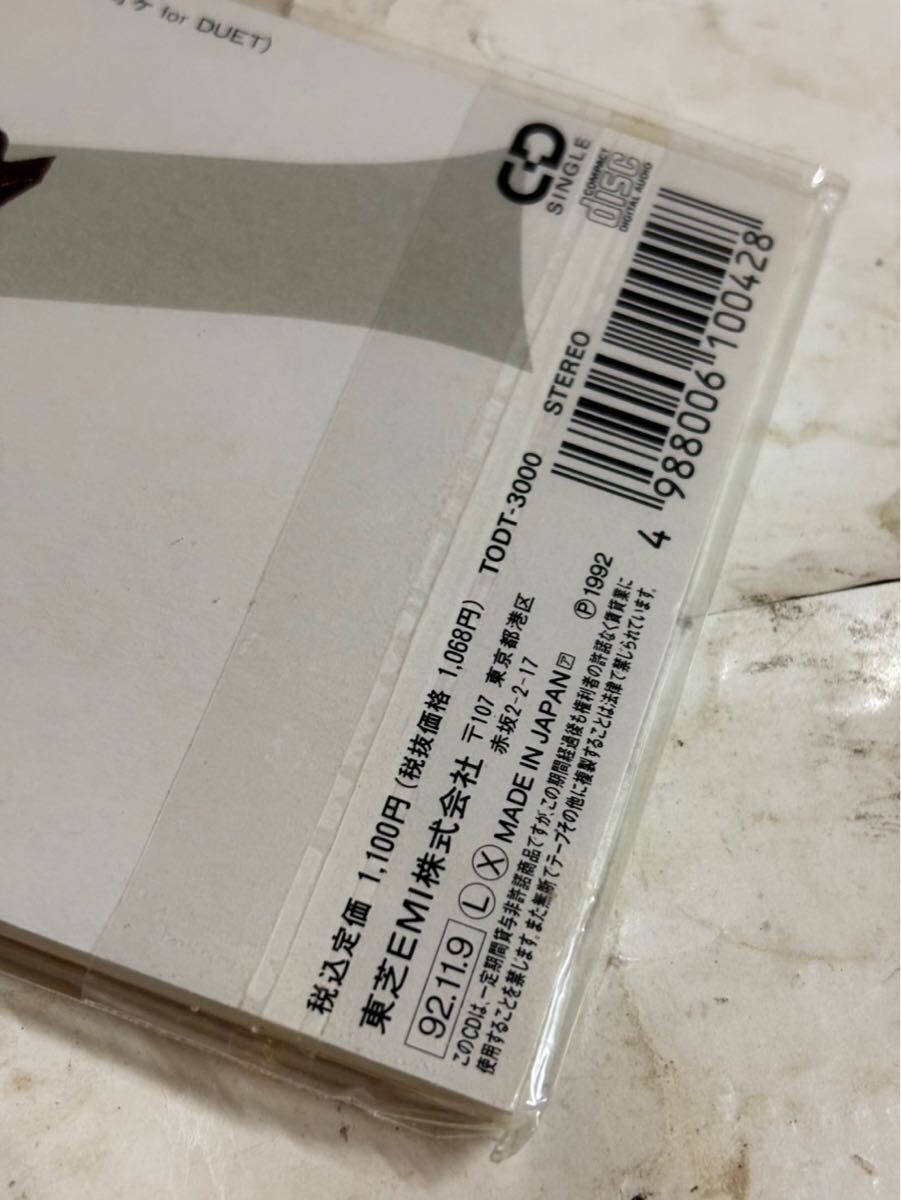 ケ for DUET)
CD
SINGLE
COMPACT
disc
DIGITAL AUDIO
4 988006 100428
税込定価 1,100円 (税抜価格 1,068円) TODT-3000 STEREO
東芝EMI株式会社 〒107 東京都港区
赤坂2-2-17
92.11.9 Ⓛ Ⓧ MADE IN JAPAN ア ℗1992
このCDは、一定期間貸与非許諾商品ですが、この期間経過後も権利者の許諾なく賃貸業に
使用することを禁じます。また無断でテープその他に複製することは法律で禁じられています。